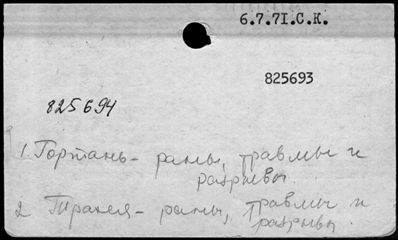 6.7.71.С.К.
825693
825694
1. Гортань - раны, травмы и
разрывы
2 Трахея - раны, травмы и
разрывы.